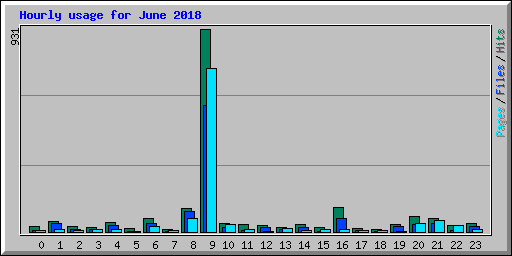 Hourly usage for June 2018
931
Pages/Files/Hits
0 1 2 3 4 5 6 7 8 9 10 11 12 13 14 15 16 17 18 19 20 21 22 23